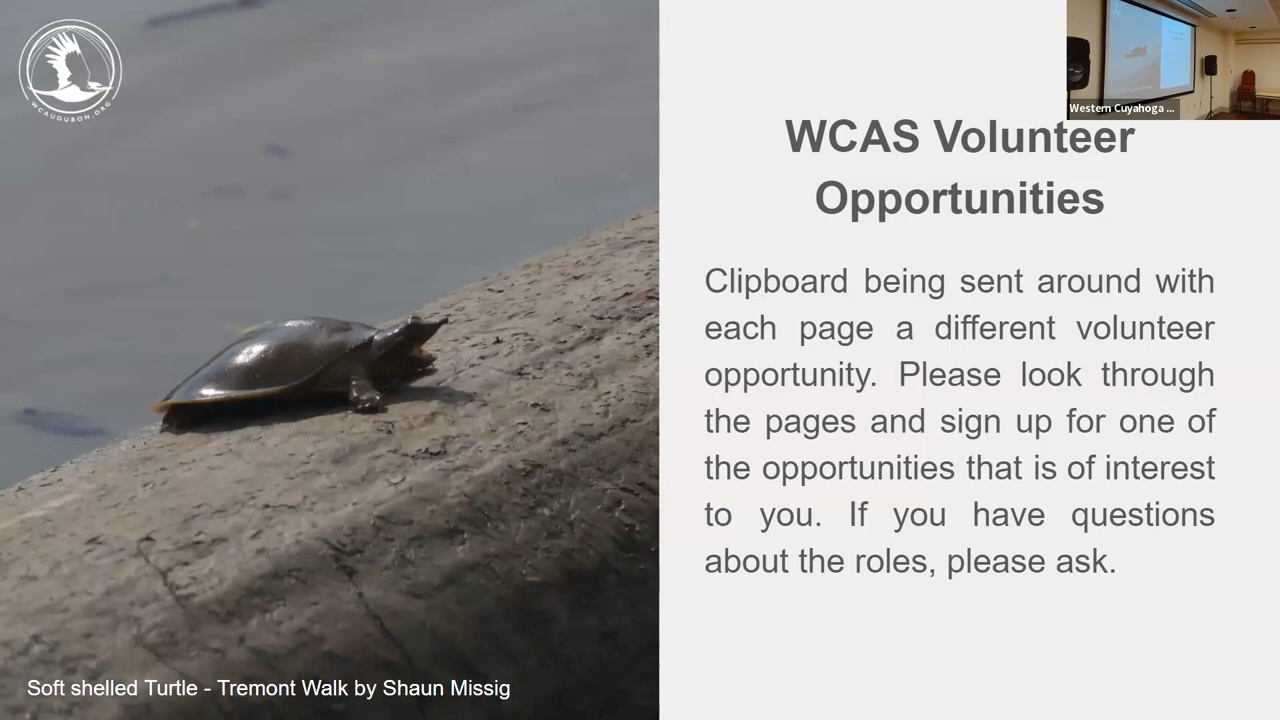 WCAUDUBON.ORG
Western Cuyahoga ...
WCAS Volunteer
Opportunities
Clipboard being sent around with
each page a different volunteer
opportunity. Please look through
the pages and sign up for one of
the opportunities that is of interest
to you. If you have questions
about the roles, please ask.
Soft shelled Turtle - Tremont Walk by Shaun Missig